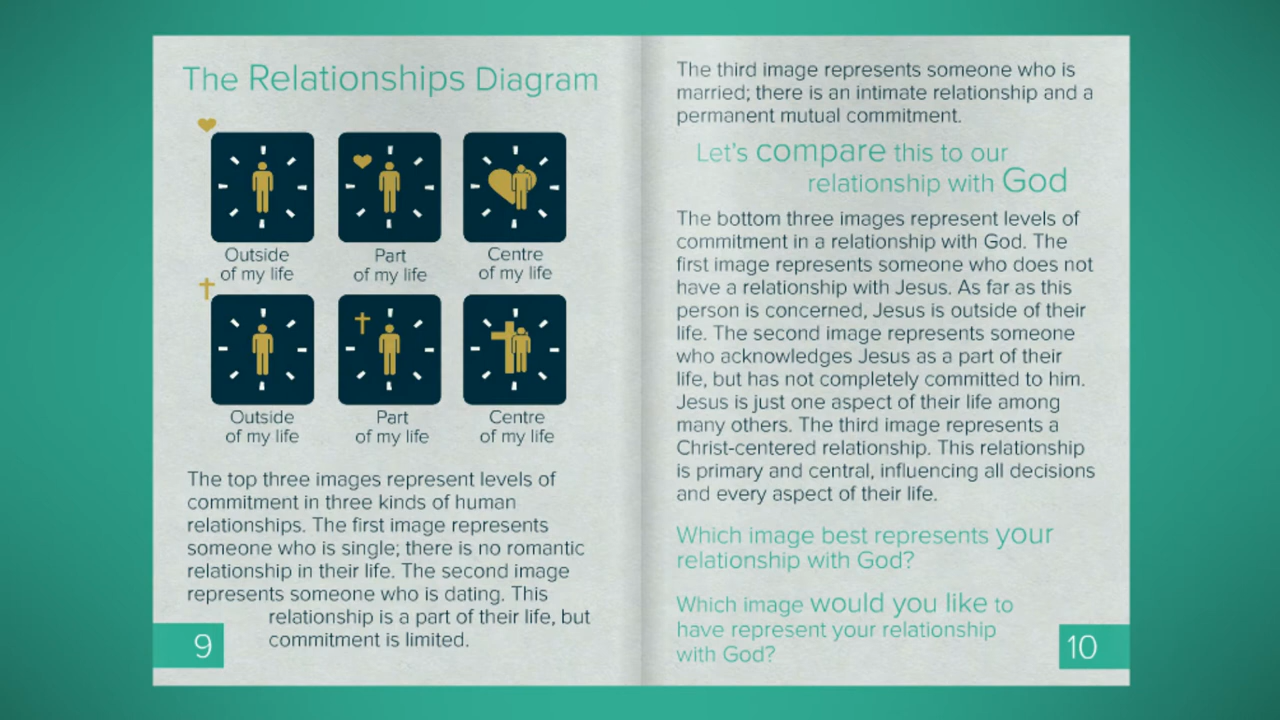 The Relationships Diagram
Outside
of my life
Part
of my life
Centre
of my life
Outside
of my life
Part
of my life
Centre
of my life
The top three images represent levels of
commitment in three kinds of human
relationships. The first image represents
someone who is single; there is no romantic
relationship in their life. The second image
represents someone who is dating. This
relationship is a part of their life, but
commitment is limited.
9
The third image represents someone who is
married; there is an intimate relationship and a
permanent mutual commitment.
Let's compare this to our
relationship with God
The bottom three images represent levels of
commitment in a relationship with God. The
first image represents someone who does not
have a relationship with Jesus. As far as this
person is concerned, Jesus is outside of their
life. The second image represents someone
who acknowledges Jesus as a part of their
life, but has not completely committed to him.
Jesus is just one aspect of their life among
many others. The third image represents a
Christ-centered relationship. This relationship
is primary and central, influencing all decisions
and every aspect of their life.
Which image best represents your
relationship with God?
Which image would you like to
have represent your relationship
with God?
10